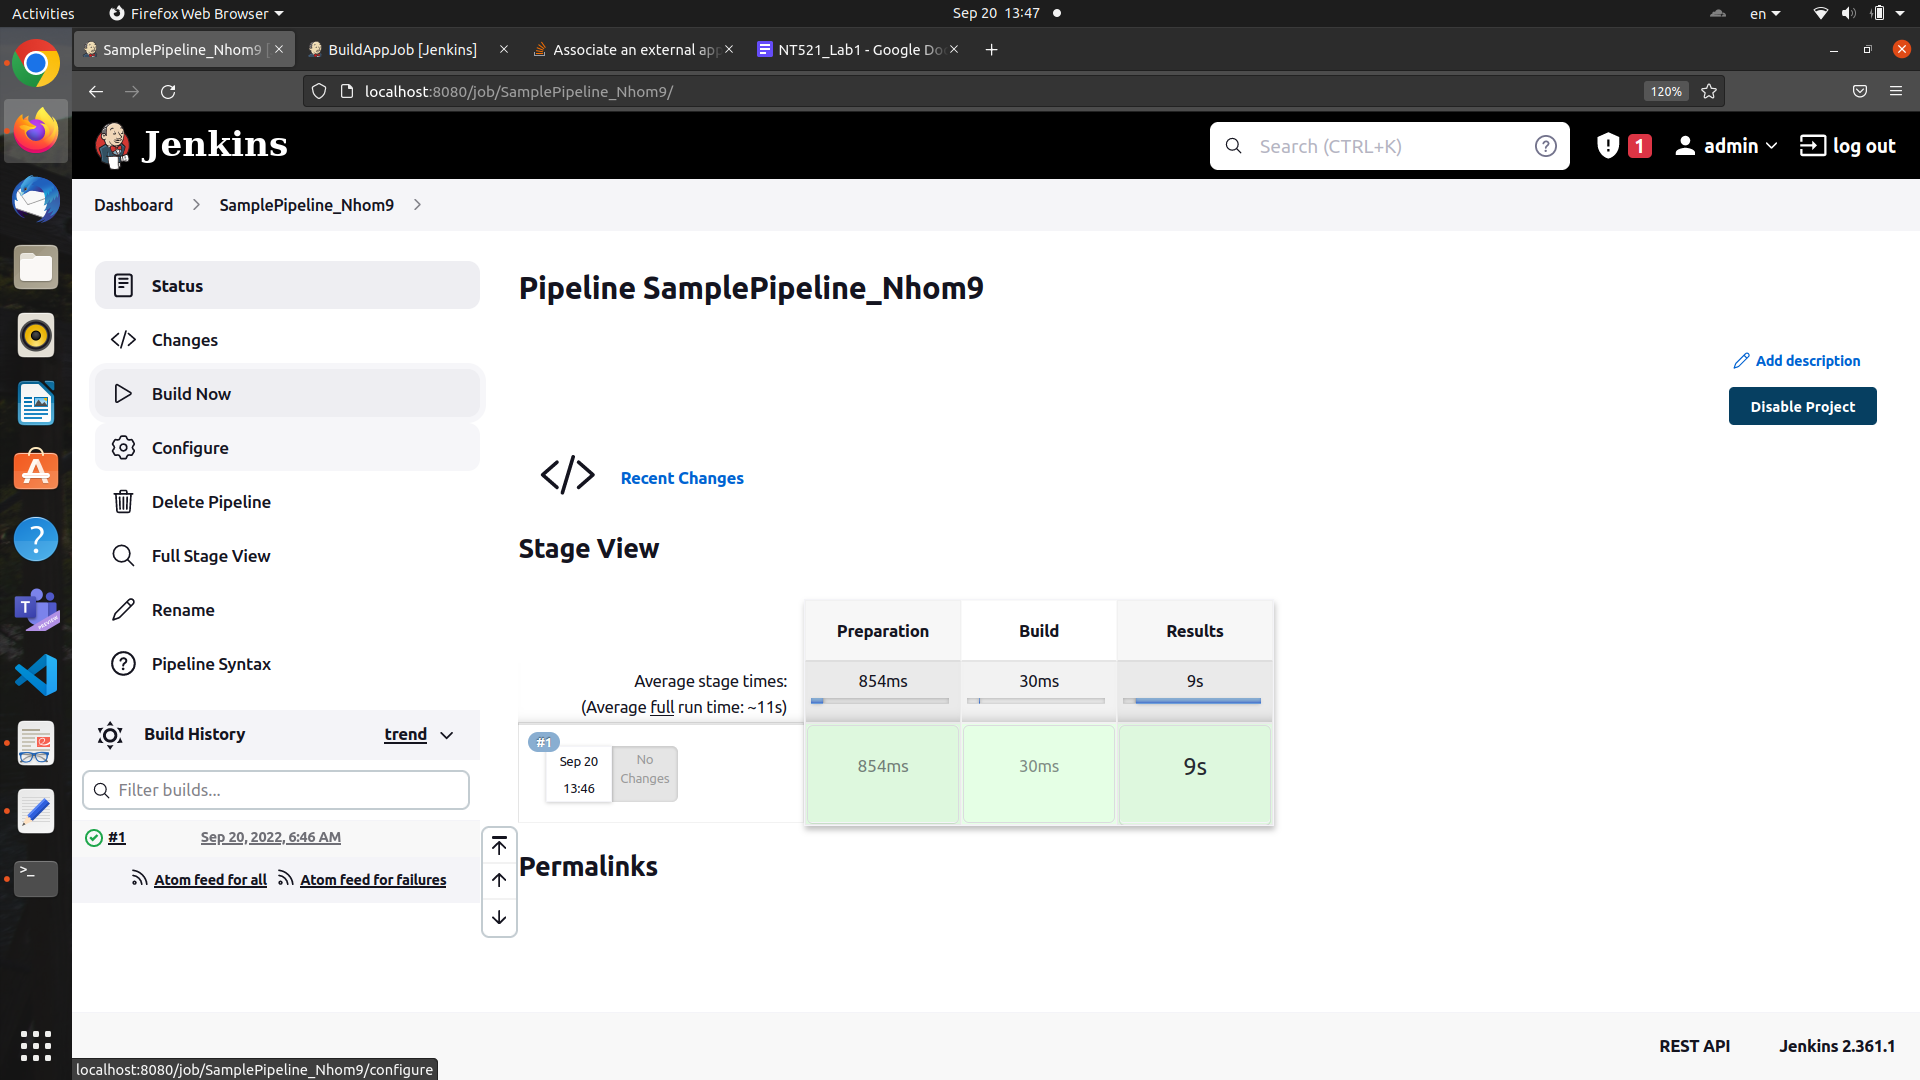 Activities
Firefox Web Browser
Sep 20 13:47
en
SamplePipeline_Nhom9 [
BuildAppJob [Jenkins]
Associate an external app
NT521_Lab1 - Google Do
localhost:8080/job/SamplePipeline_Nhom9/
120%
Jenkins
Search (CTRL+K)
1
admin
log out
Dashboard
SamplePipeline_Nhom9
Status
Changes
Build Now
Configure
Delete Pipeline
Full Stage View
Rename
Pipeline Syntax
Build History
trend
Filter builds...
#1
Sep 20, 2022, 6:46 AM
Atom feed for all
Atom feed for failures
Pipeline SamplePipeline_Nhom9
Add description
Disable Project
Recent Changes
Stage View
Preparation
Build
Results
Average stage times:
(Average full run time: ~11s)
854ms
30ms
9s
#1
Sep 20
13:46
No
Changes
854ms
30ms
9s
Permalinks
REST API
Jenkins 2.361.1
localhost:8080/job/SamplePipeline_Nhom9/configure